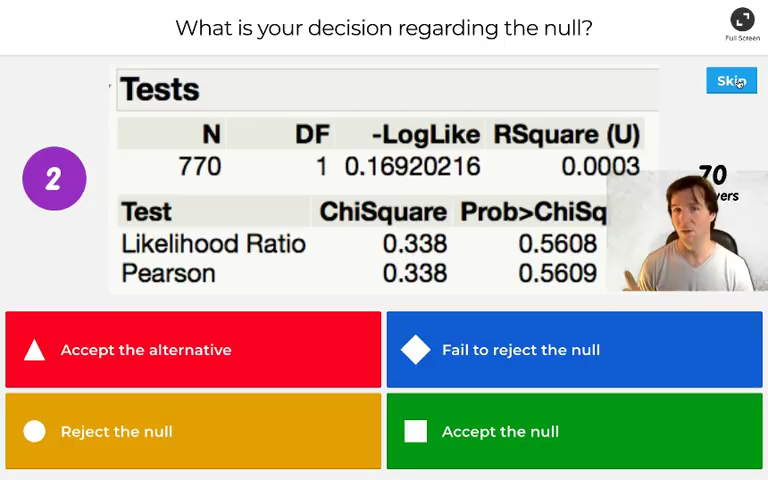 What is your decision regarding the null?
Full Screen
Skip
Tests
N DF -LogLike RSquare (U)
770 1 0.16920216 0.0003
2
70
Test ChiSquare Prob>ChiSq
Likelihood Ratio 0.338 0.5608
Pearson 0.338 0.5609
Accept the alternative
Fail to reject the null
Reject the null
Accept the null